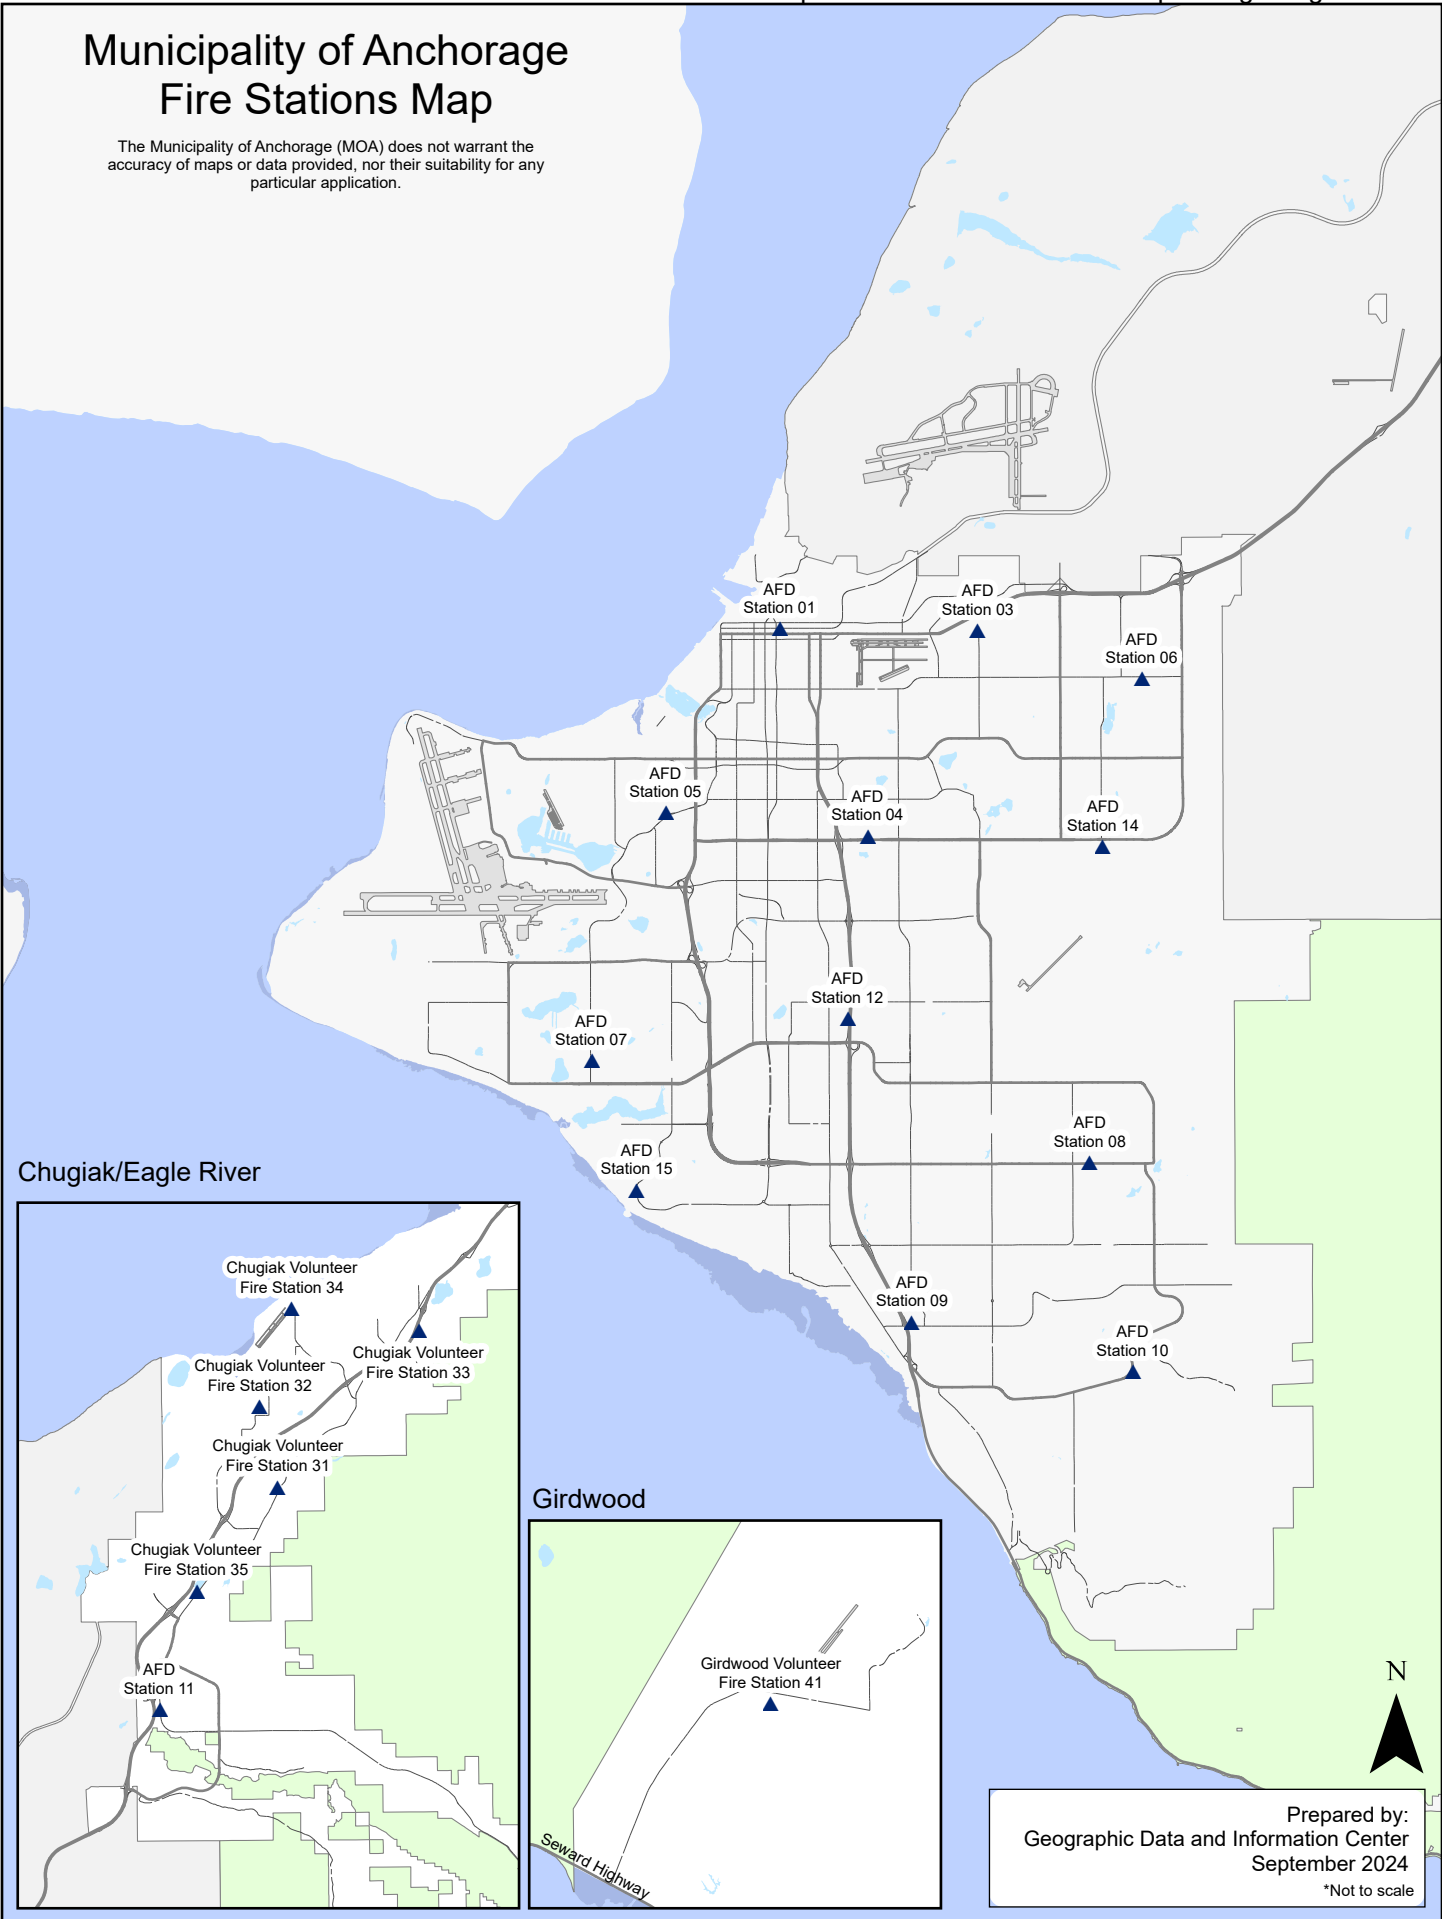 Municipality of Anchorage
Fire Stations Map
The Municipality of Anchorage (MOA) does not warrant the
accuracy of maps or data provided, nor their suitability for any
particular application.
AFD
Station 01
AFD
Station 03
AFD
Station 06
AFD
Station 05
AFD
Station 04
AFD
Station 14
AFD
Station 12
AFD
Station 07
AFD
Station 08
AFD
Station 15
AFD
Station 09
AFD
Station 10
Chugiak/Eagle River
Chugiak Volunteer
Fire Station 34
Chugiak Volunteer
Fire Station 33
Chugiak Volunteer
Fire Station 32
Chugiak Volunteer
Fire Station 31
Chugiak Volunteer
Fire Station 35
AFD
Station 11
Girdwood
Girdwood Volunteer
Fire Station 41
Seward Highway
N
Prepared by:
Geographic Data and Information Center
September 2024
*Not to scale